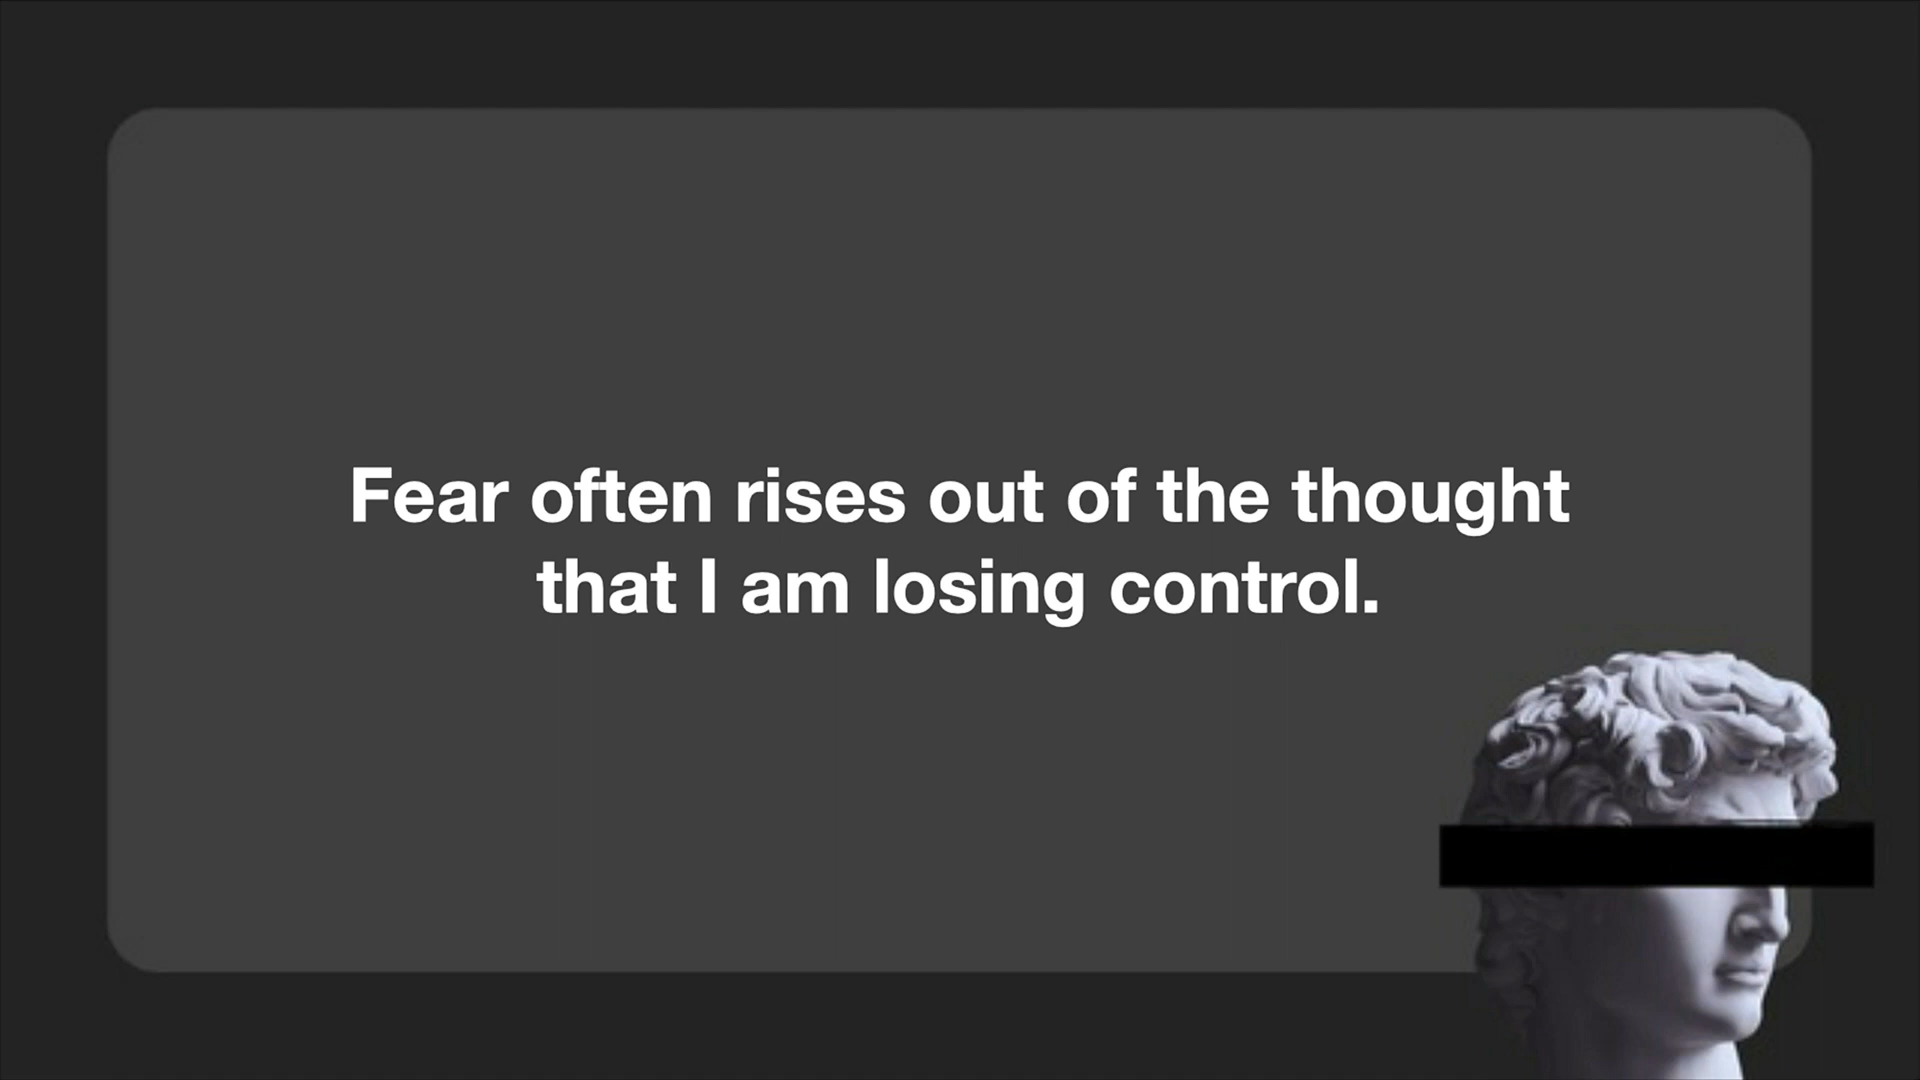 Fear often rises out of the thought
that I am losing control.